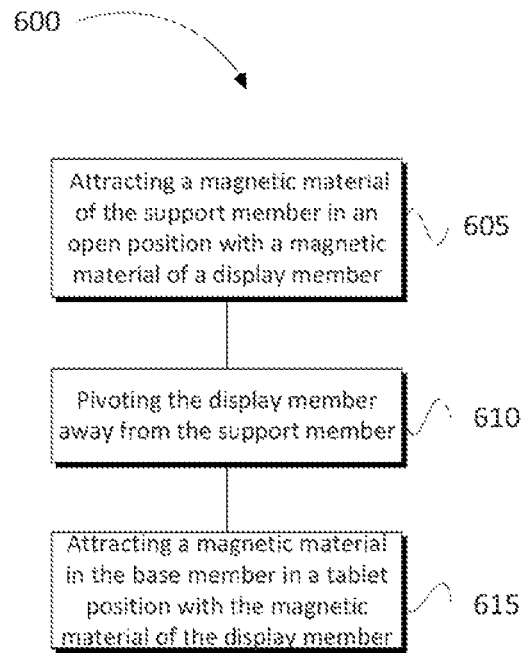 600
Attracting a magnetic material
of the support member in an
open position with a magnetic
material of a display member
605
Pivoting the display member
away from the support member
610
Attracting a magnetic material
in the base member in a tablet
position with the magnetic
material of the display member
615